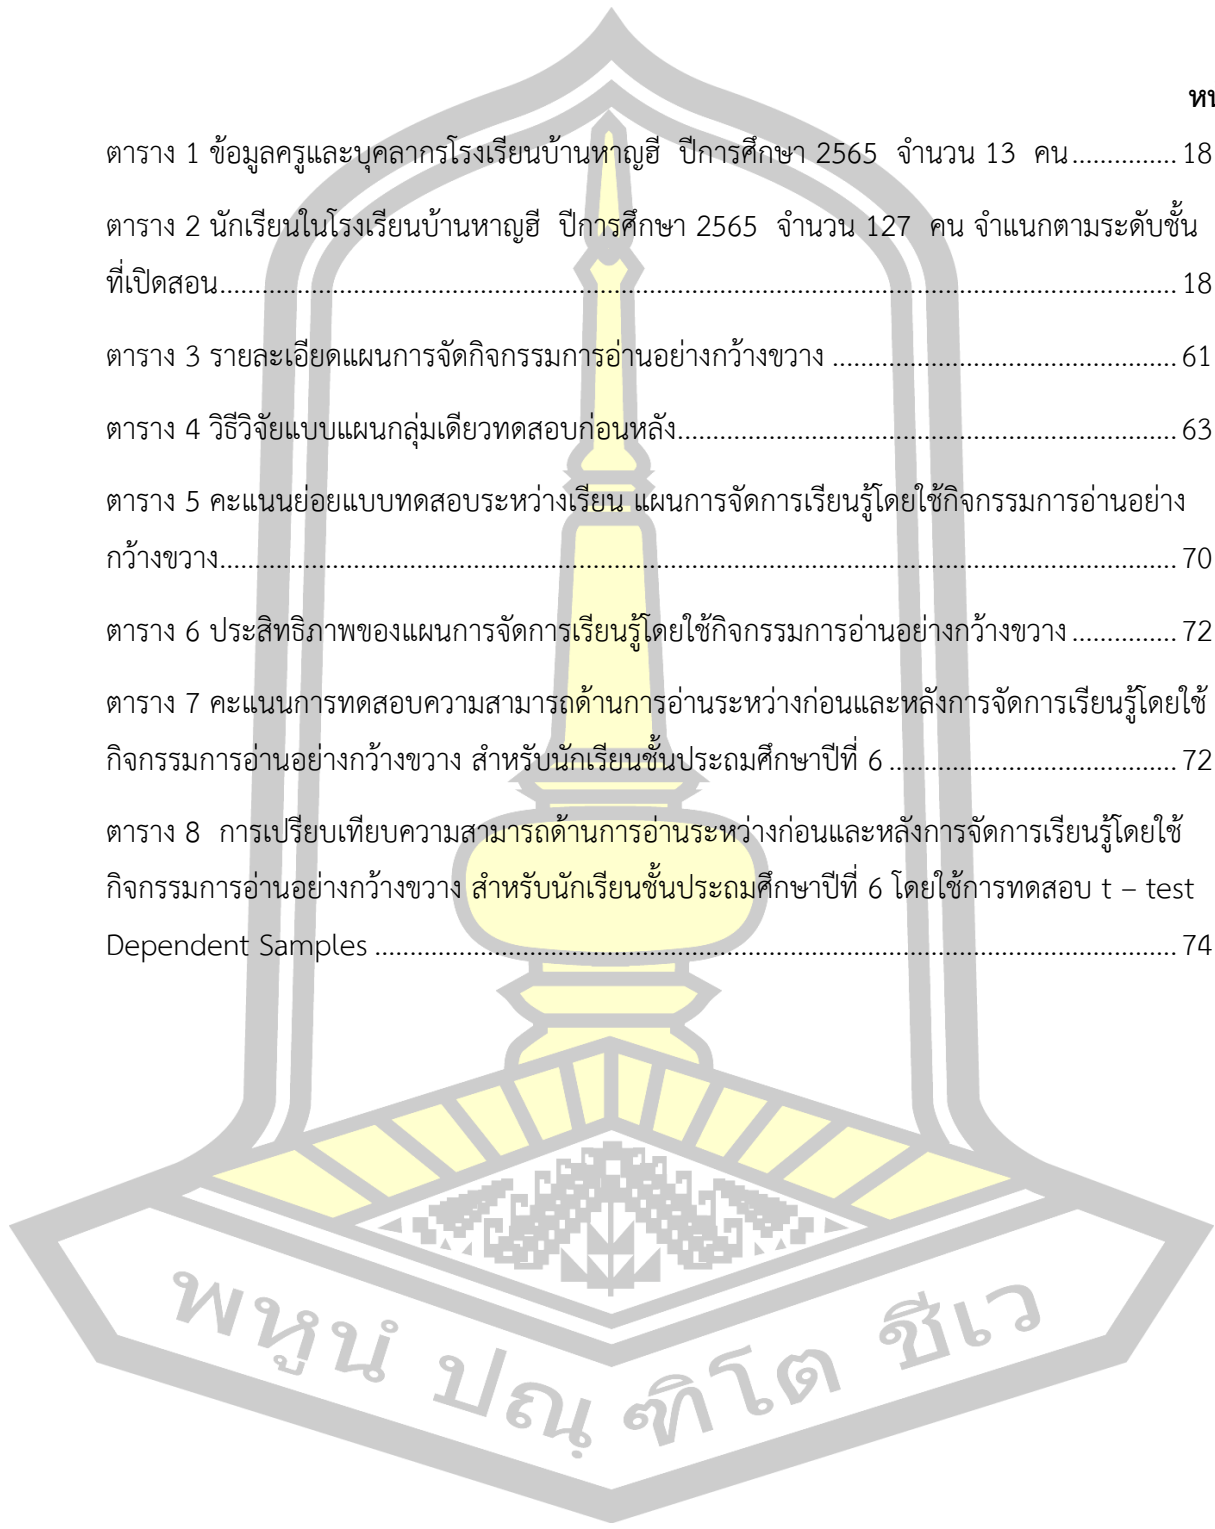 ตาราง 1 ข้อมูลครูและบุคลากรโรงเรียนบ้านหาญฮี ปีการศึกษา 2565 จำนวน 13 คน............... 18
ตาราง 2 นักเรียนในโรงเรียนบ้านหาญฮี ปีการศึกษา 2565 จำนวน 127 คน จำแนกตามระดับชั้น
ที่เปิดสอน........................................................................................................................................ 18
ตาราง 3 รายละเอียดแผนการจัดกิจกรรมการอ่านอย่างกว้างขวาง ................................................. 61
ตาราง 4 วิธีวิจัยแบบแผนกลุ่มเดียวทดสอบก่อนหลัง....................................................................... 63
ตาราง 5 คะแนนย่อยแบบทดสอบระหว่างเรียน แผนการจัดการเรียนรู้โดยใช้กิจกรรมการอ่านอย่าง
กว้างขวาง........................................................................................................................................ 70
ตาราง 6 ประสิทธิภาพของแผนการจัดการเรียนรู้โดยใช้กิจกรรมการอ่านอย่างกว้างขวาง ............... 72
ตาราง 7 คะแนนการทดสอบความสามารถด้านการอ่านระหว่างก่อนและหลังการจัดการเรียนรู้โดยใช้
กิจกรรมการอ่านอย่างกว้างขวาง สำหรับนักเรียนชั้นประถมศึกษาปีที่ 6 ......................................... 72
ตาราง 8 การเปรียบเทียบความสามารถด้านการอ่านระหว่างก่อนและหลังการจัดการเรียนรู้โดยใช้
กิจกรรมการอ่านอย่างกว้างขวาง สำหรับนักเรียนชั้นประถมศึกษาปีที่ 6 โดยใช้การทดสอบ t – test
Dependent Samples .................................................................................................................. 74
พหูนํ ปณฺ ฑิโต ชีเว